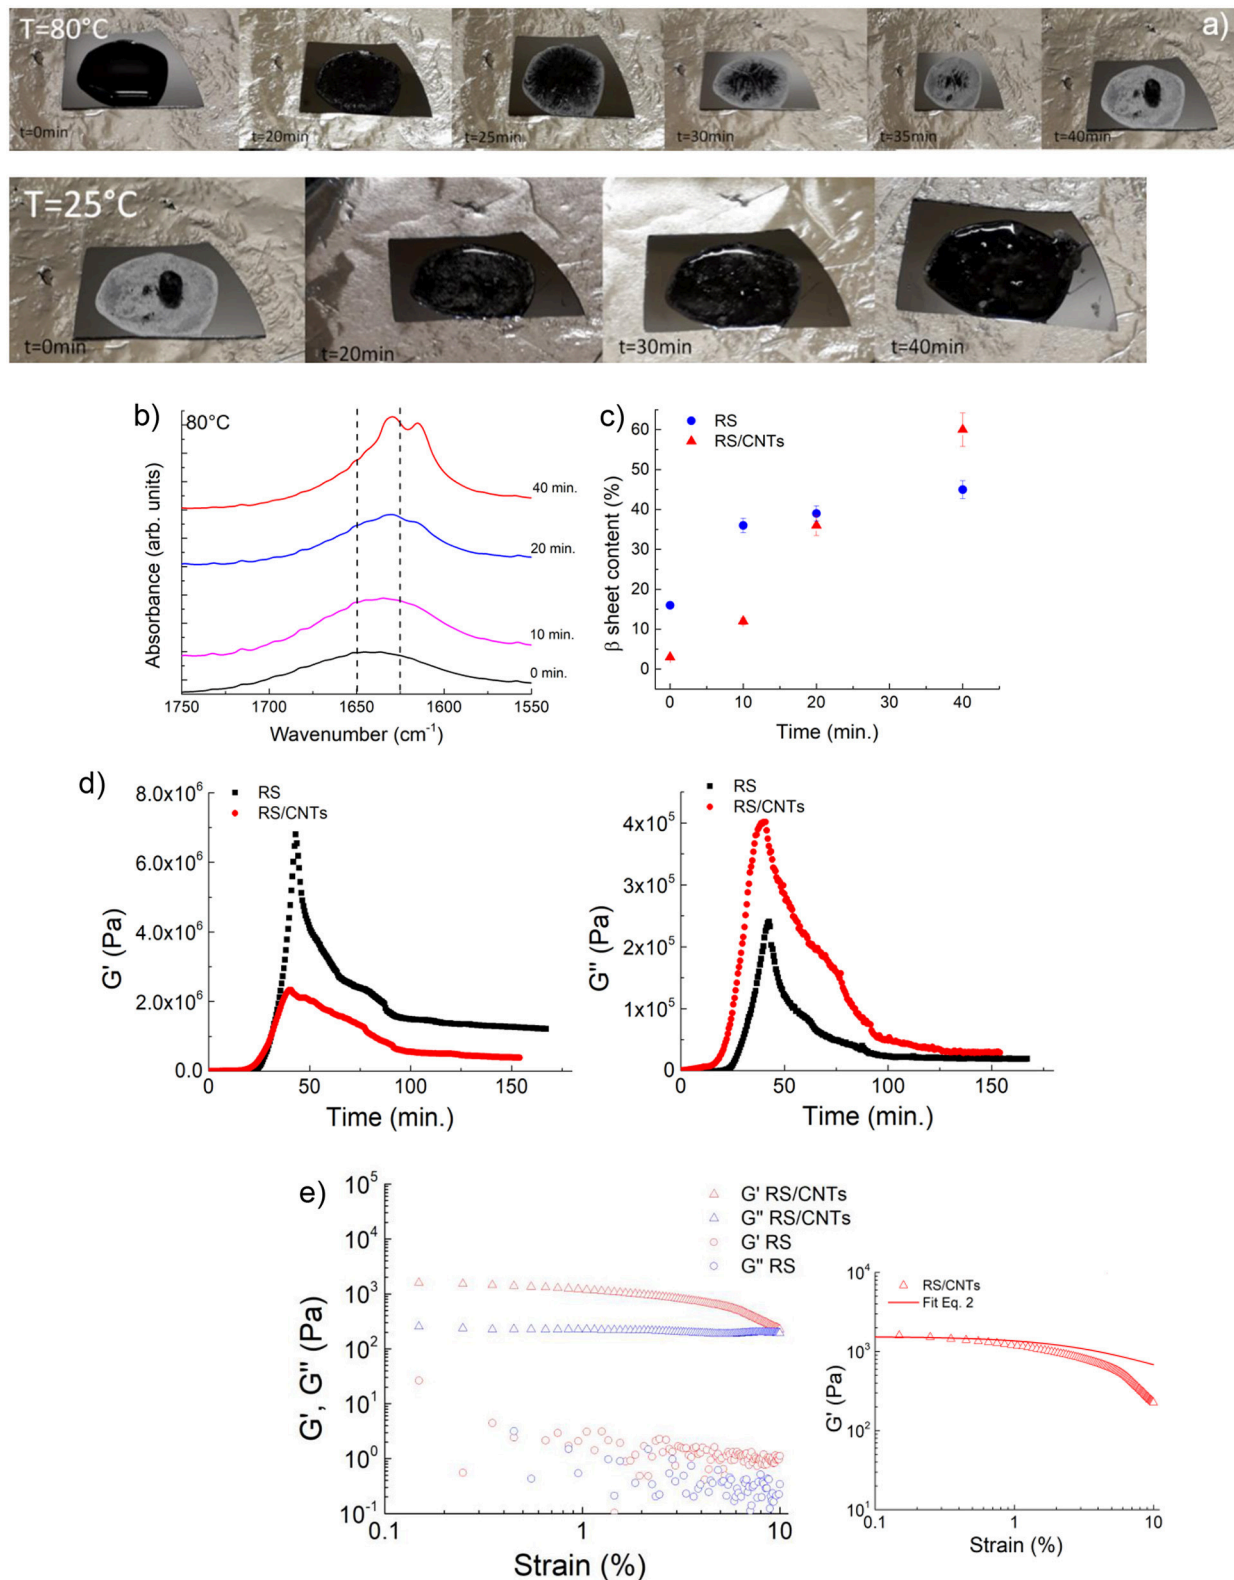 T=80°C
a)
t=0min
t=20min
t=25min
t=30min
t=35min
t=40min
T=25°C
t=0min
t=20min
t=30min
t=40min
b)
80°C
40 min.
20 min.
10 min.
0 min.
Absorbance (arb. units)
1750 1700 1650 1600 1550
Wavenumber (cm⁻¹)
c)
RS
RS/CNTs
60
50
40
30
20
10
0
β sheet content (%)
0 10 20 30 40
Time (min.)
d)
RS
RS/CNTs
8.0x10⁶
6.0x10⁶
4.0x10⁶
2.0x10⁶
0.0
G' (Pa)
0 50 100 150
Time (min.)
RS
RS/CNTs
4x10⁵
3x10⁵
2x10⁵
1x10⁵
0
G'' (Pa)
0 50 100 150
Time (min.)
e)
G' RS/CNTs
G'' RS/CNTs
G' RS
G'' RS
10⁵
10⁴
10³
10²
10¹
10⁰
10⁻¹
G', G'' (Pa)
0.1 1 10
Strain (%)
RS/CNTs
Fit Eq. 2
10⁴
10³
10²
10¹
G' (Pa)
0.1 1 10
Strain (%)